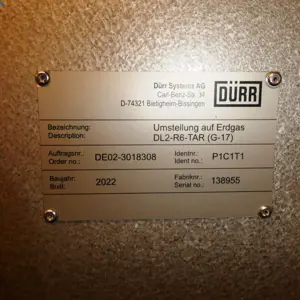 Dürr Systems AG
Carl-Benz-Str. 34
D-74321 Bietigheim-Bissingen
DÜRR
Bezeichnung: Umstellung auf Erdgas
Description: DL2-R6-TAR (G-17)
Auftragsnr.: Identnr.:
Order no.: DE02-3018308 Ident no.: P1C1T1
Baujahr: Fabriknr.:
Built: 2022 Serial no.: 138955